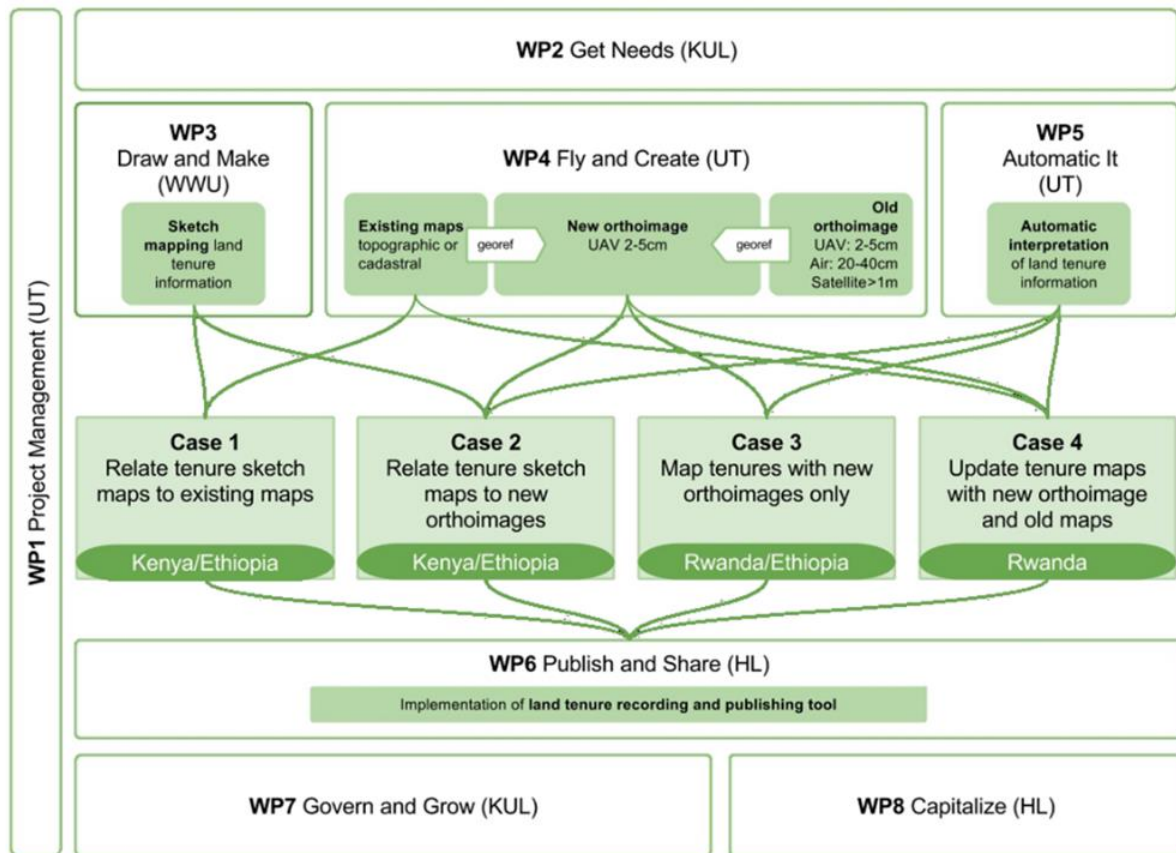 WP1 Project Management (UT)
WP2 Get Needs (KUL)
WP3
Draw and Make
(WWU)
Sketch
mapping land
tenure
information
WP4 Fly and Create (UT)
Existing maps
topographic or
cadastral
georef
New orthoimage
UAV 2-5cm
georef
Old
orthoimage
UAV: 2-5cm
Air: 20-40cm
Satellite>1m
WP5
Automatic It
(UT)
Automatic
interpretation
of land tenure
information
Case 1
Relate tenure sketch
maps to existing maps
Kenya/Ethiopia
Case 2
Relate tenure sketch
maps to new
orthoimages
Kenya/Ethiopia
Case 3
Map tenures with new
orthoimages only
Rwanda/Ethiopia
Case 4
Update tenure maps
with new orthoimage
and old maps
Rwanda
WP6 Publish and Share (HL)
Implementation of land tenure recording and publishing tool
WP7 Govern and Grow (KUL)
WP8 Capitalize (HL)